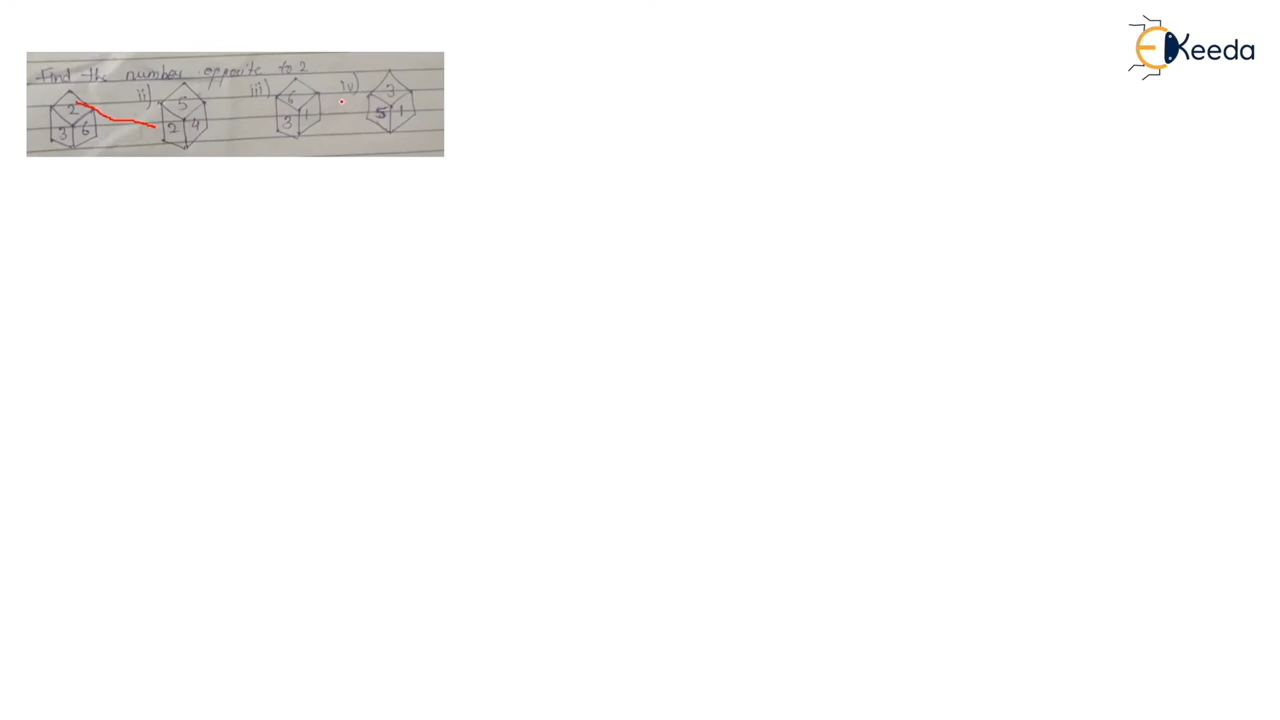 EKeeda
Find the number opposite to 2
ii) iii) iv)
2 5 6 3
3 6 2 4 3 1 5 1